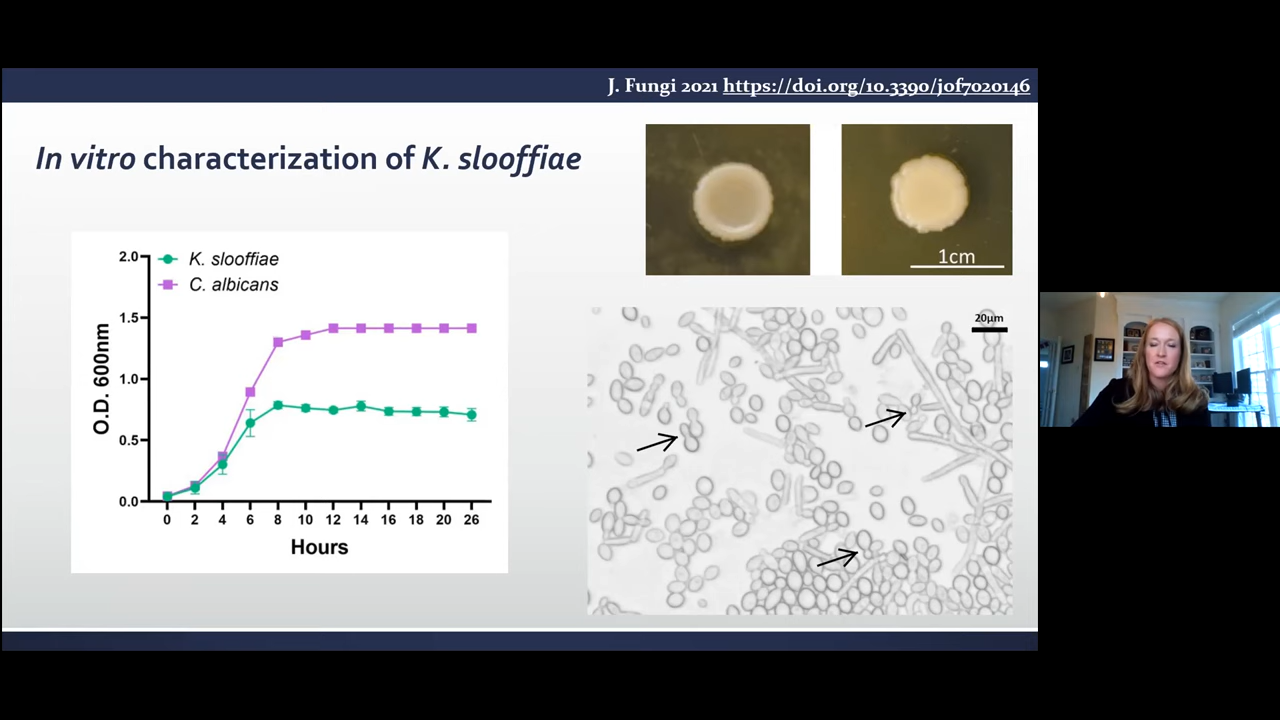 J. Fungi 2021 https://doi.org/10.3390/jof7020146
In vitro characterization of K. slooffiae
1cm
2.0
K. slooffiae
C. albicans
1.5
1.0
0.5
0.0
O.D. 600nm
0 2 4 6 8 10 12 14 16 18 20 26
Hours
20μm